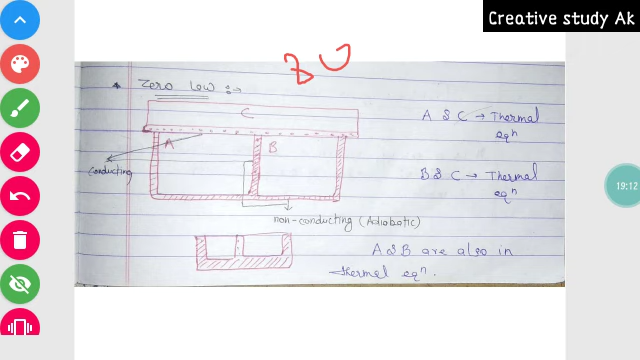 Creative study Ak
Zero Law :→
C
A & C → Thermal
eqⁿ
A
B
Conducting
B & C → Thermal
eqⁿ
19:12
non-conducting (Adiabatic)
A & B are also in
thermal eqⁿ.